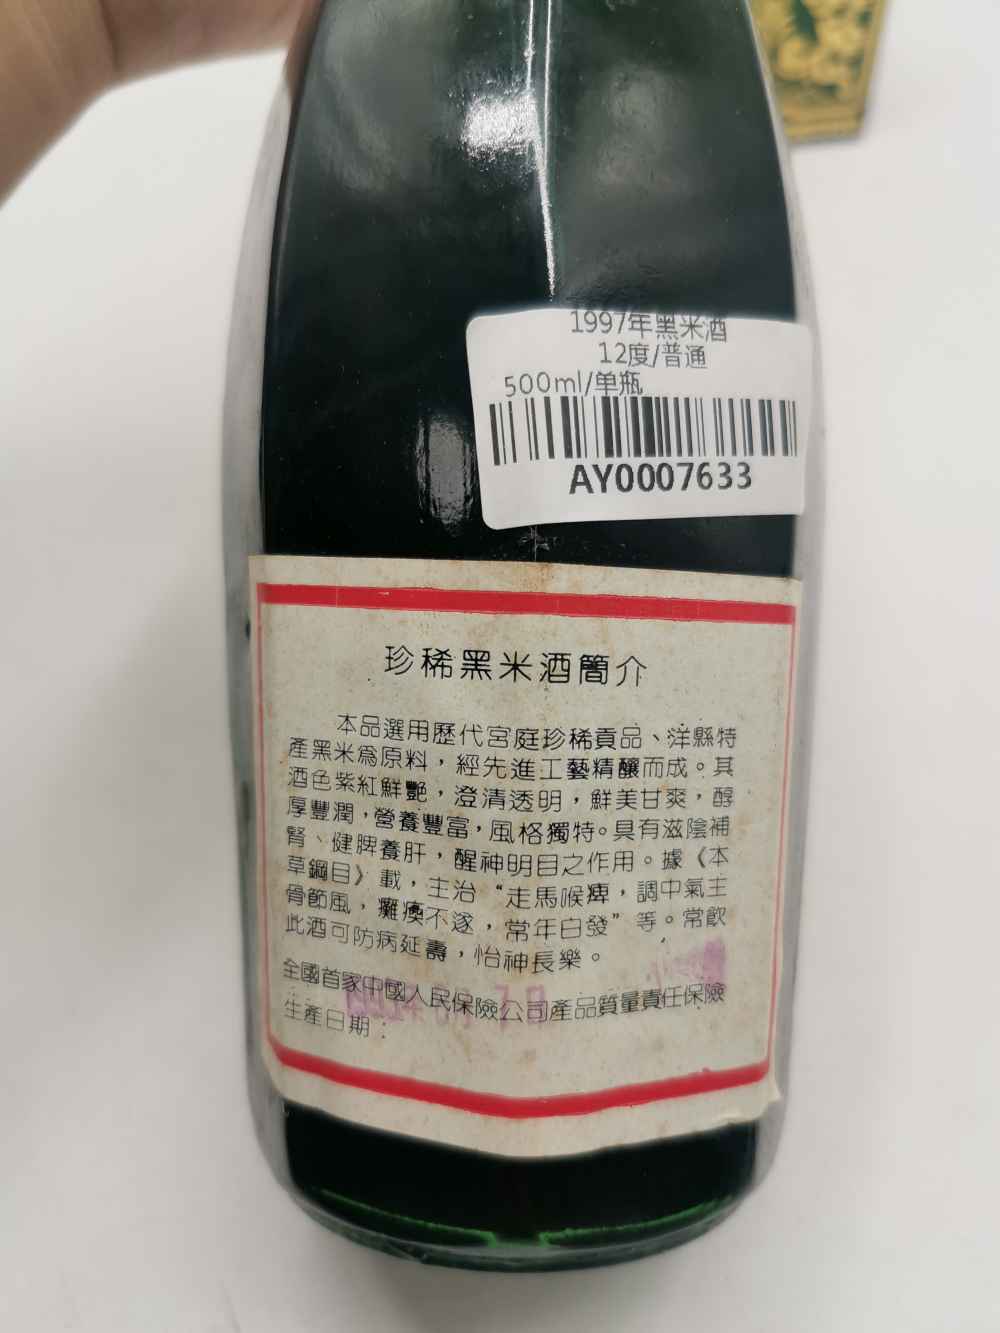 1997年黑米酒
12度/普通
500ml/单瓶
AY0007633
珍稀黑米酒簡介
本品選用歷代宮庭珍稀貢品、洋縣特
產黑米爲原料，經先進工藝精釀而成。其
酒色紫紅鮮艷，澄清透明，鮮美甘爽，醇
厚豐潤，營養豐富，風格獨特。具有滋陰補
腎、健脾養肝，醒神明目之作用。據《本
草鋼目》載，主治“走馬喉痺，調中氣主
骨節風，癱瘓不遂，常年白發”等。常飲
此酒可防病延壽，怡神長樂。
全國首家中國人民保險公司產品質量責任保險
生產日期：